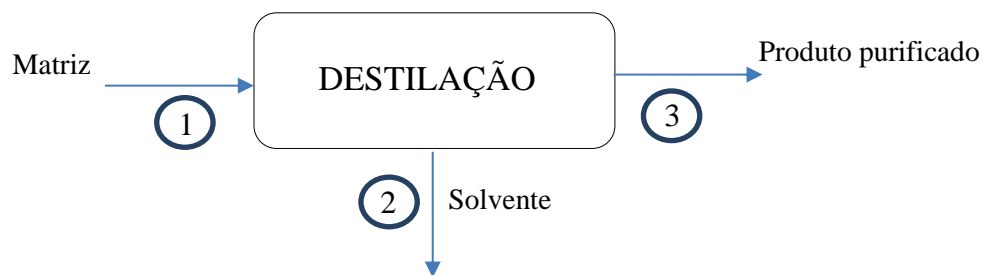 Matriz
DESTILAÇÃO
Produto purificado
1
3
2
Solvente